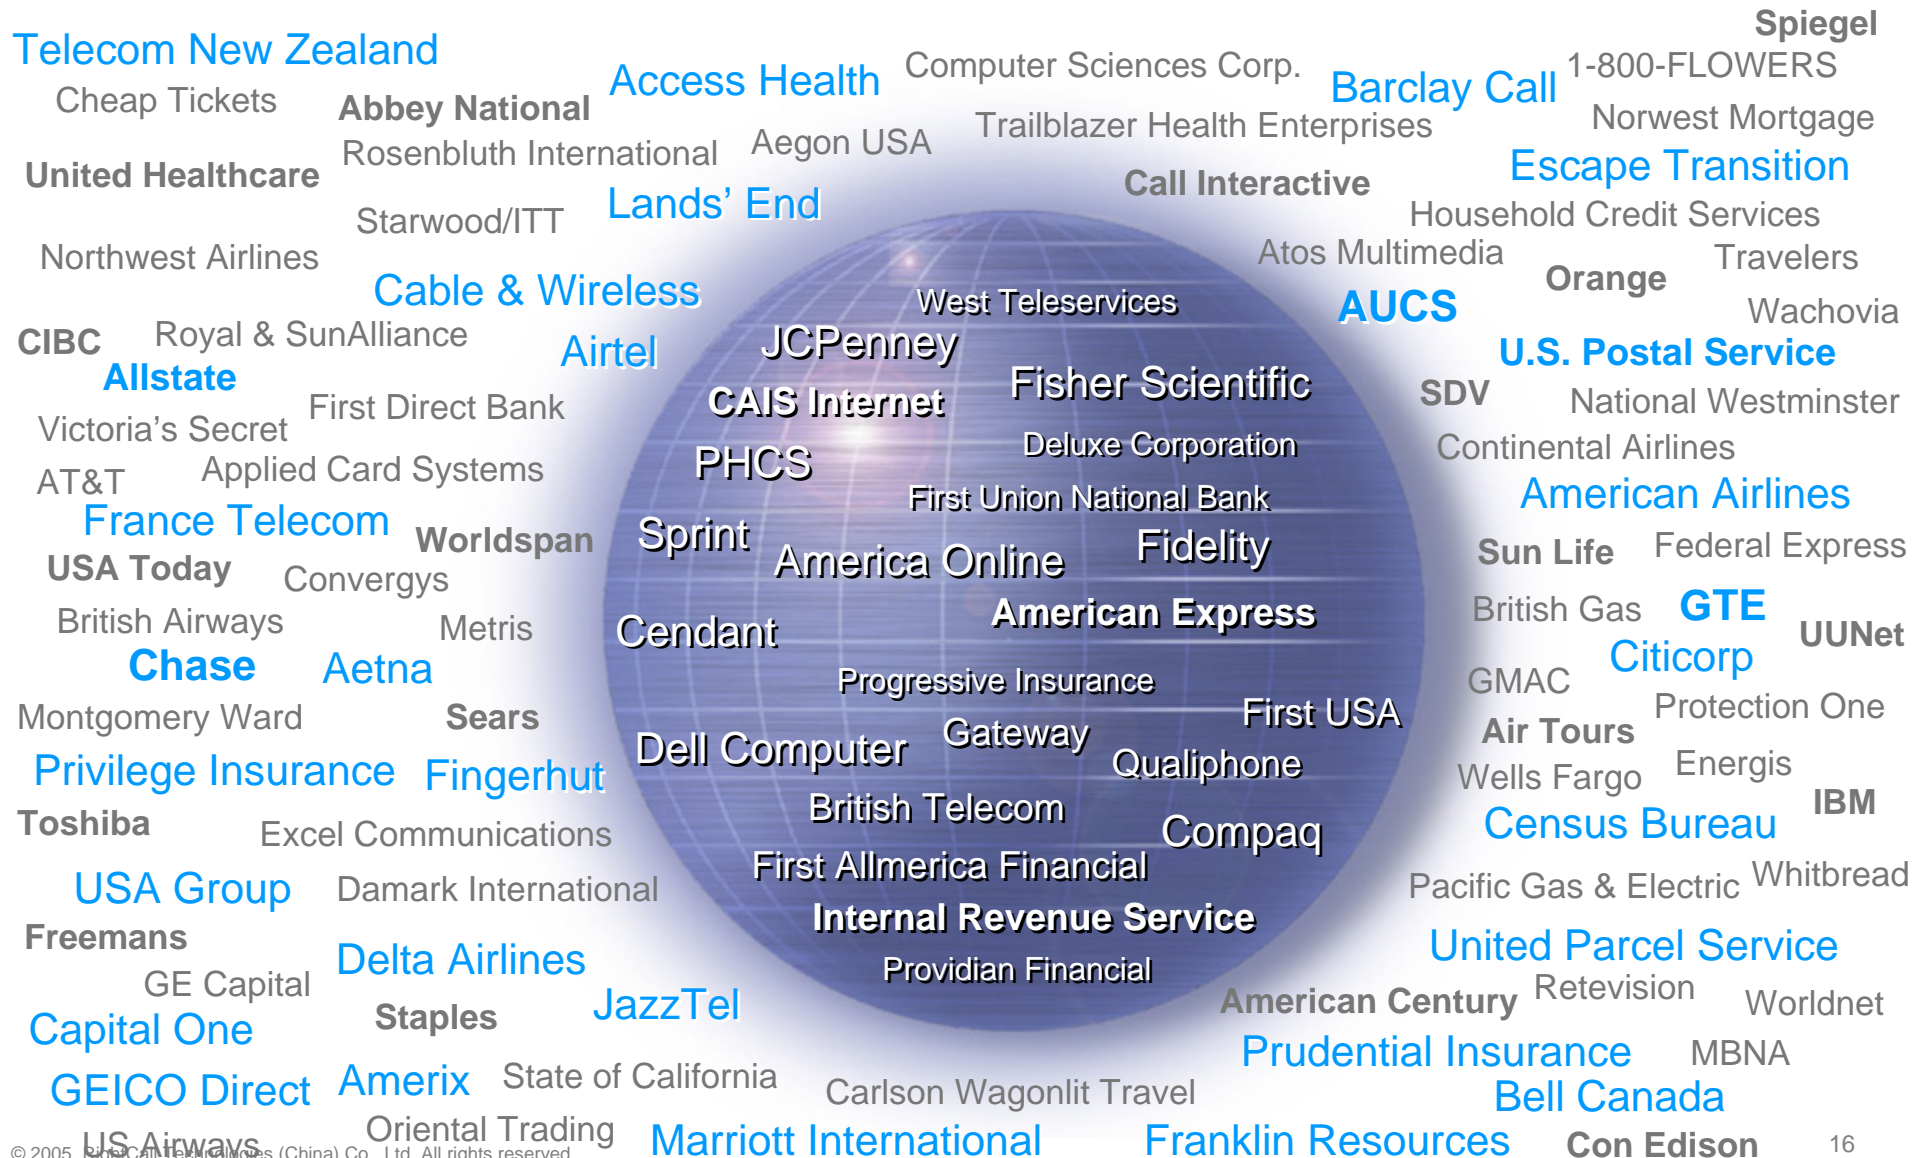 Spiegel
Telecom New Zealand
Access Health
Computer Sciences Corp.
Barclay Call
1-800-FLOWERS
Cheap Tickets
Abbey National
Trailblazer Health Enterprises
Norwest Mortgage
Rosenbluth International
Aegon USA
United Healthcare
Call Interactive
Escape Transition
Lands’ End
Starwood/ITT
Household Credit Services
Northwest Airlines
Atos Multimedia
Travelers
Orange
Cable & Wireless
West Teleservices
AUCS
Wachovia
CIBC
Royal & SunAlliance
Airtel
JCPenney
U.S. Postal Service
Allstate
Fisher Scientific
SDV
National Westminster
CAIS Internet
First Direct Bank
Victoria’s Secret
Deluxe Corporation
Continental Airlines
PHCS
AT&T
Applied Card Systems
First Union National Bank
American Airlines
France Telecom
Worldspan
Sprint
America Online
Fidelity
Sun Life
Federal Express
USA Today
Convergys
British Airways
Metris
Cendant
American Express
British Gas
GTE
UUNet
Chase
Aetna
Progressive Insurance
Citicorp
GMAC
Montgomery Ward
Sears
First USA
Protection One
Dell Computer
Gateway
Air Tours
Privilege Insurance
Fingerhut
Qualiphone
Wells Fargo
Energis
Toshiba
Excel Communications
British Telecom
Compaq
Census Bureau
IBM
USA Group
Damark International
First Allmerica Financial
Pacific Gas & Electric
Whitbread
Freemans
Internal Revenue Service
Delta Airlines
United Parcel Service
GE Capital
Providian Financial
Retevision
Capital One
Staples
JazzTel
American Century
Worldnet
Prudential Insurance
MBNA
GEICO Direct
Amerix
State of California
Carlson Wagonlit Travel
Bell Canada
US Airways
Oriental Trading
Marriott International
Franklin Resources
Con Edison
16
© 2005, RightCall Technologies (China) Co., Ltd. All rights reserved